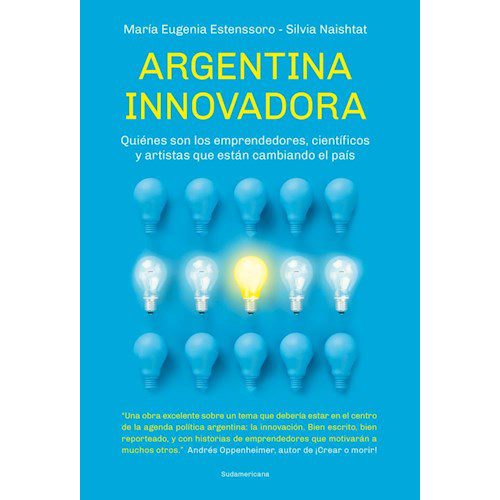 María Eugenia Estenssoro - Silvia Naishtat
ARGENTINA
INNOVADORA
Quiénes son los emprendedores, científicos
y artistas que están cambiando el país
“Una obra excelente sobre un tema que debería estar en el centro
de la agenda política argentina: la innovación. Bien escrito, bien
reporteado, y con historias de emprendedores que motivarán a
muchos otros.” Andrés Oppenheimer, autor de ¡Crear o morir!
Sudamericana